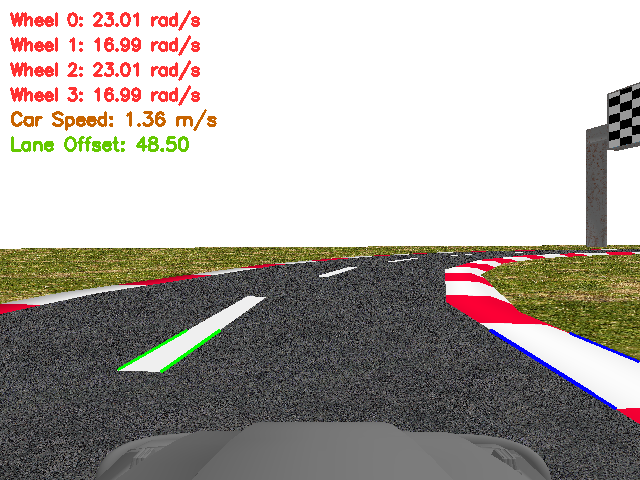 Wheel 0: 23.01 rad/s
Wheel 1: 16.99 rad/s
Wheel 2: 23.01 rad/s
Wheel 3: 16.99 rad/s
Car Speed: 1.36 m/s
Lane Offset: 48.50